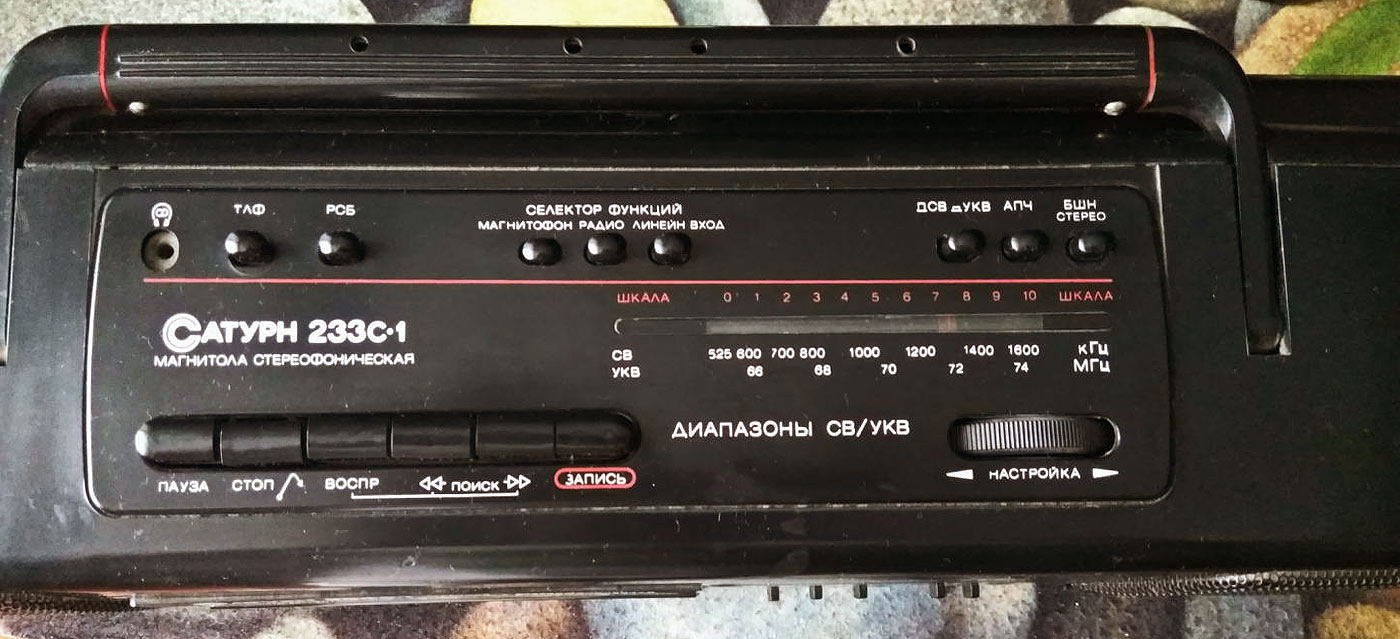 ТЛФ РСБ
СЕЛЕКТОР ФУНКЦИЙ
МАГНИТОФОН РАДИО ЛИНЕЙН ВХОД
СВ УКВ АПЧ БШН
СТЕРЕО
ШКАЛА 0 1 2 3 4 5 6 7 8 9 10 ШКАЛА
САТУРН 233С-1
МАГНИТОЛА СТЕРЕОФОНИЧЕСКАЯ
СВ 525 600 700 800 1000 1200 1400 1600 кГц
УКВ 66 68 70 72 74 МГц
ДИАПАЗОНЫ СВ/УКВ
НАСТРОЙКА
ПАУЗА СТОП ВОСПР ПОИСК ЗАПИСЬ